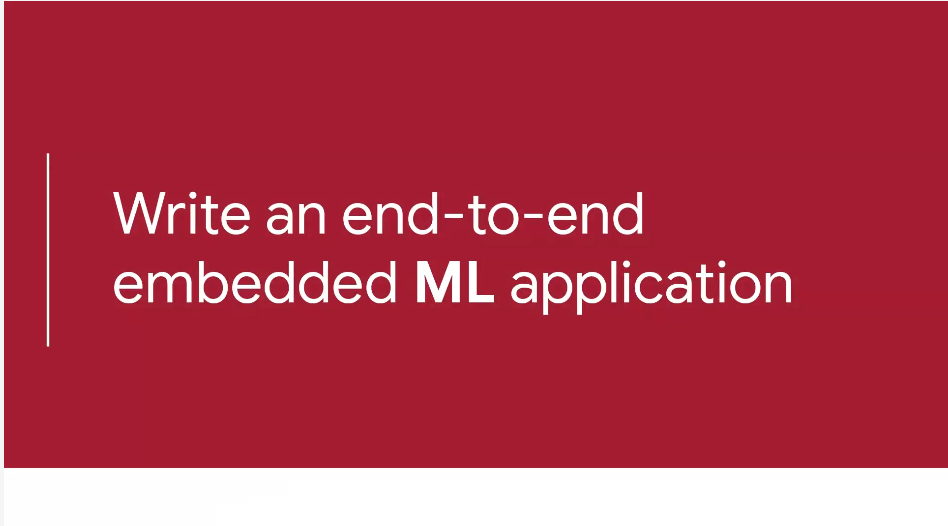 Write an end-to-end
embedded ML application